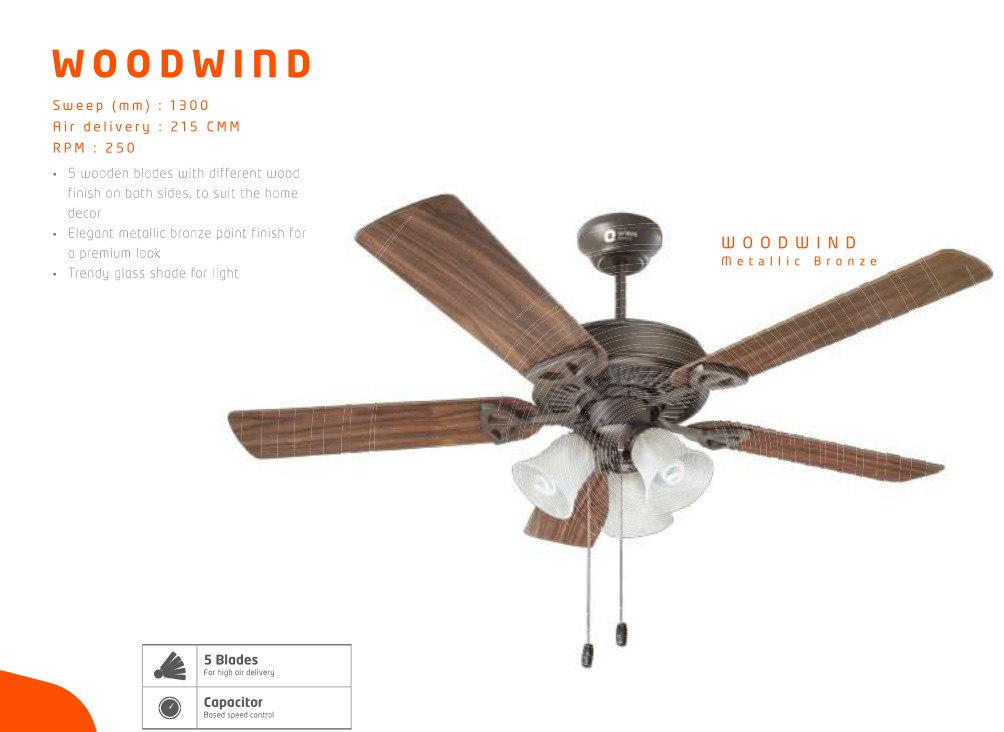 WOODWIND
Sweep (mm) : 1300
Air delivery : 215 CMM
RPM : 250
• 5 wooden blades with different wood
finish on both sides, to suit the home
decor
• Elegant metallic bronze paint finish for
a premium look
• Trendy glass shade for light
WOODWIND
Metallic Bronze
5 Blades
For high air delivery
Capacitor
Based speed control